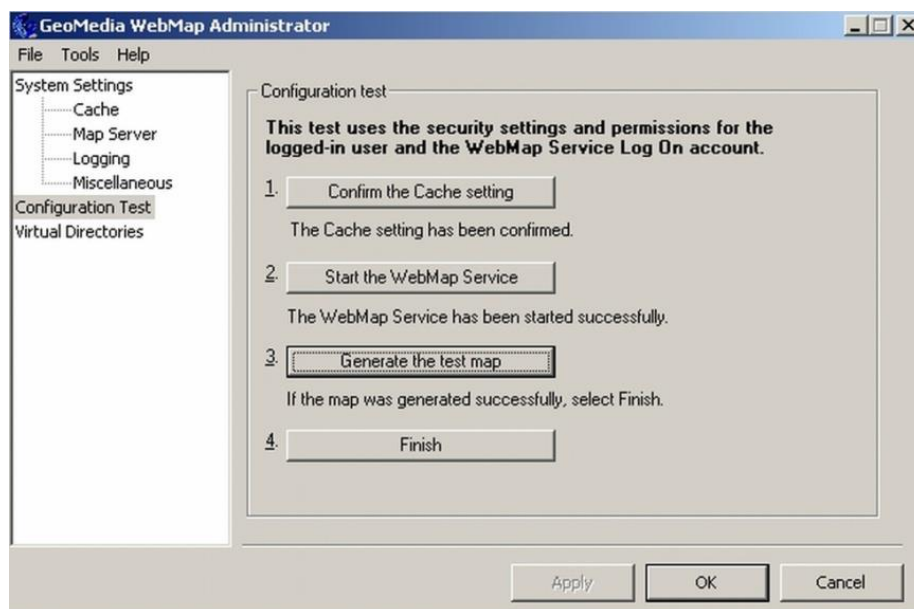 GeoMedia WebMap Administrator
File Tools Help
System Settings
Cache
Map Server
Logging
Miscellaneous
Configuration Test
Virtual Directories
Configuration test
This test uses the security settings and permissions for the
logged-in user and the WebMap Service Log On account.
1. Confirm the Cache setting
The Cache setting has been confirmed.
2. Start the WebMap Service
The WebMap Service has been started successfully.
3. Generate the test map
If the map was generated successfully, select Finish.
4. Finish
Apply OK Cancel